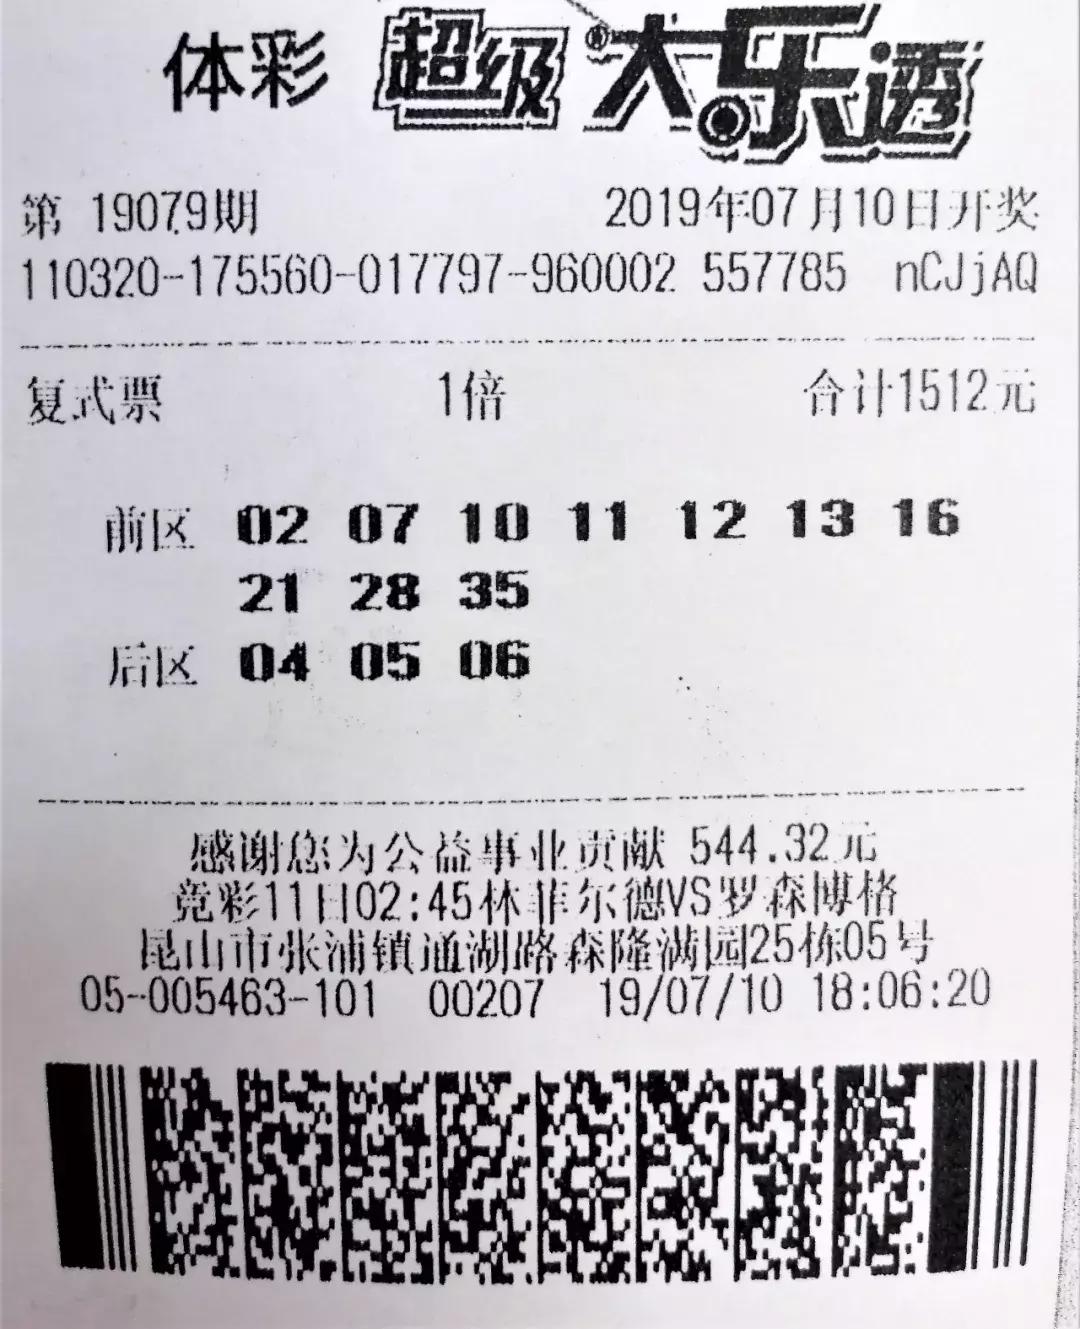 体彩 超级大乐透
第 19079期 2019年07月10日开奖
110320-175560-017797-960002 557785 nCJjAQ
复式票 1倍 合计1512元
前区 02 07 10 11 12 13 16
21 28 35
后区 04 05 06
感谢您为公益事业贡献 544.32元
竞彩11日02:45林菲尔德VS罗森博格
昆山市张浦镇通湖路森隆满园25栋05号
05-005463-101 00207 19/07/10 18:06:20